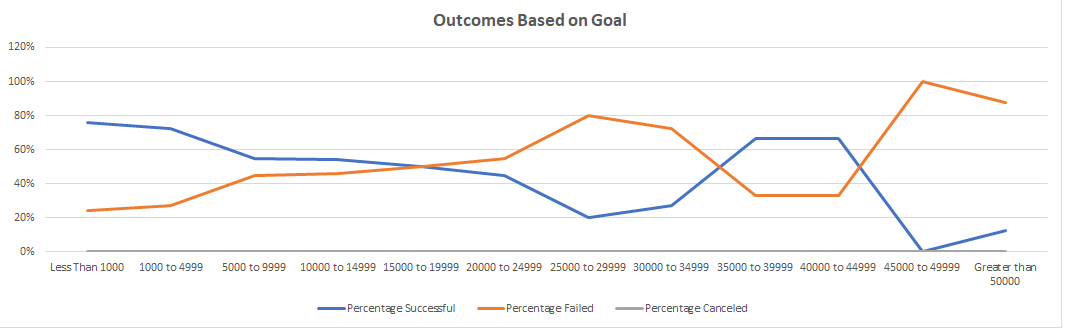 Outcomes Based on Goal
120%
100%
80%
60%
40%
20%
0%
Less Than 1000 1000 to 4999 5000 to 9999 10000 to 14999 15000 to 19999 20000 to 24999 25000 to 29999 30000 to 34999 35000 to 39999 40000 to 44999 45000 to 49999 Greater than
50000
Percentage Successful Percentage Failed Percentage Canceled